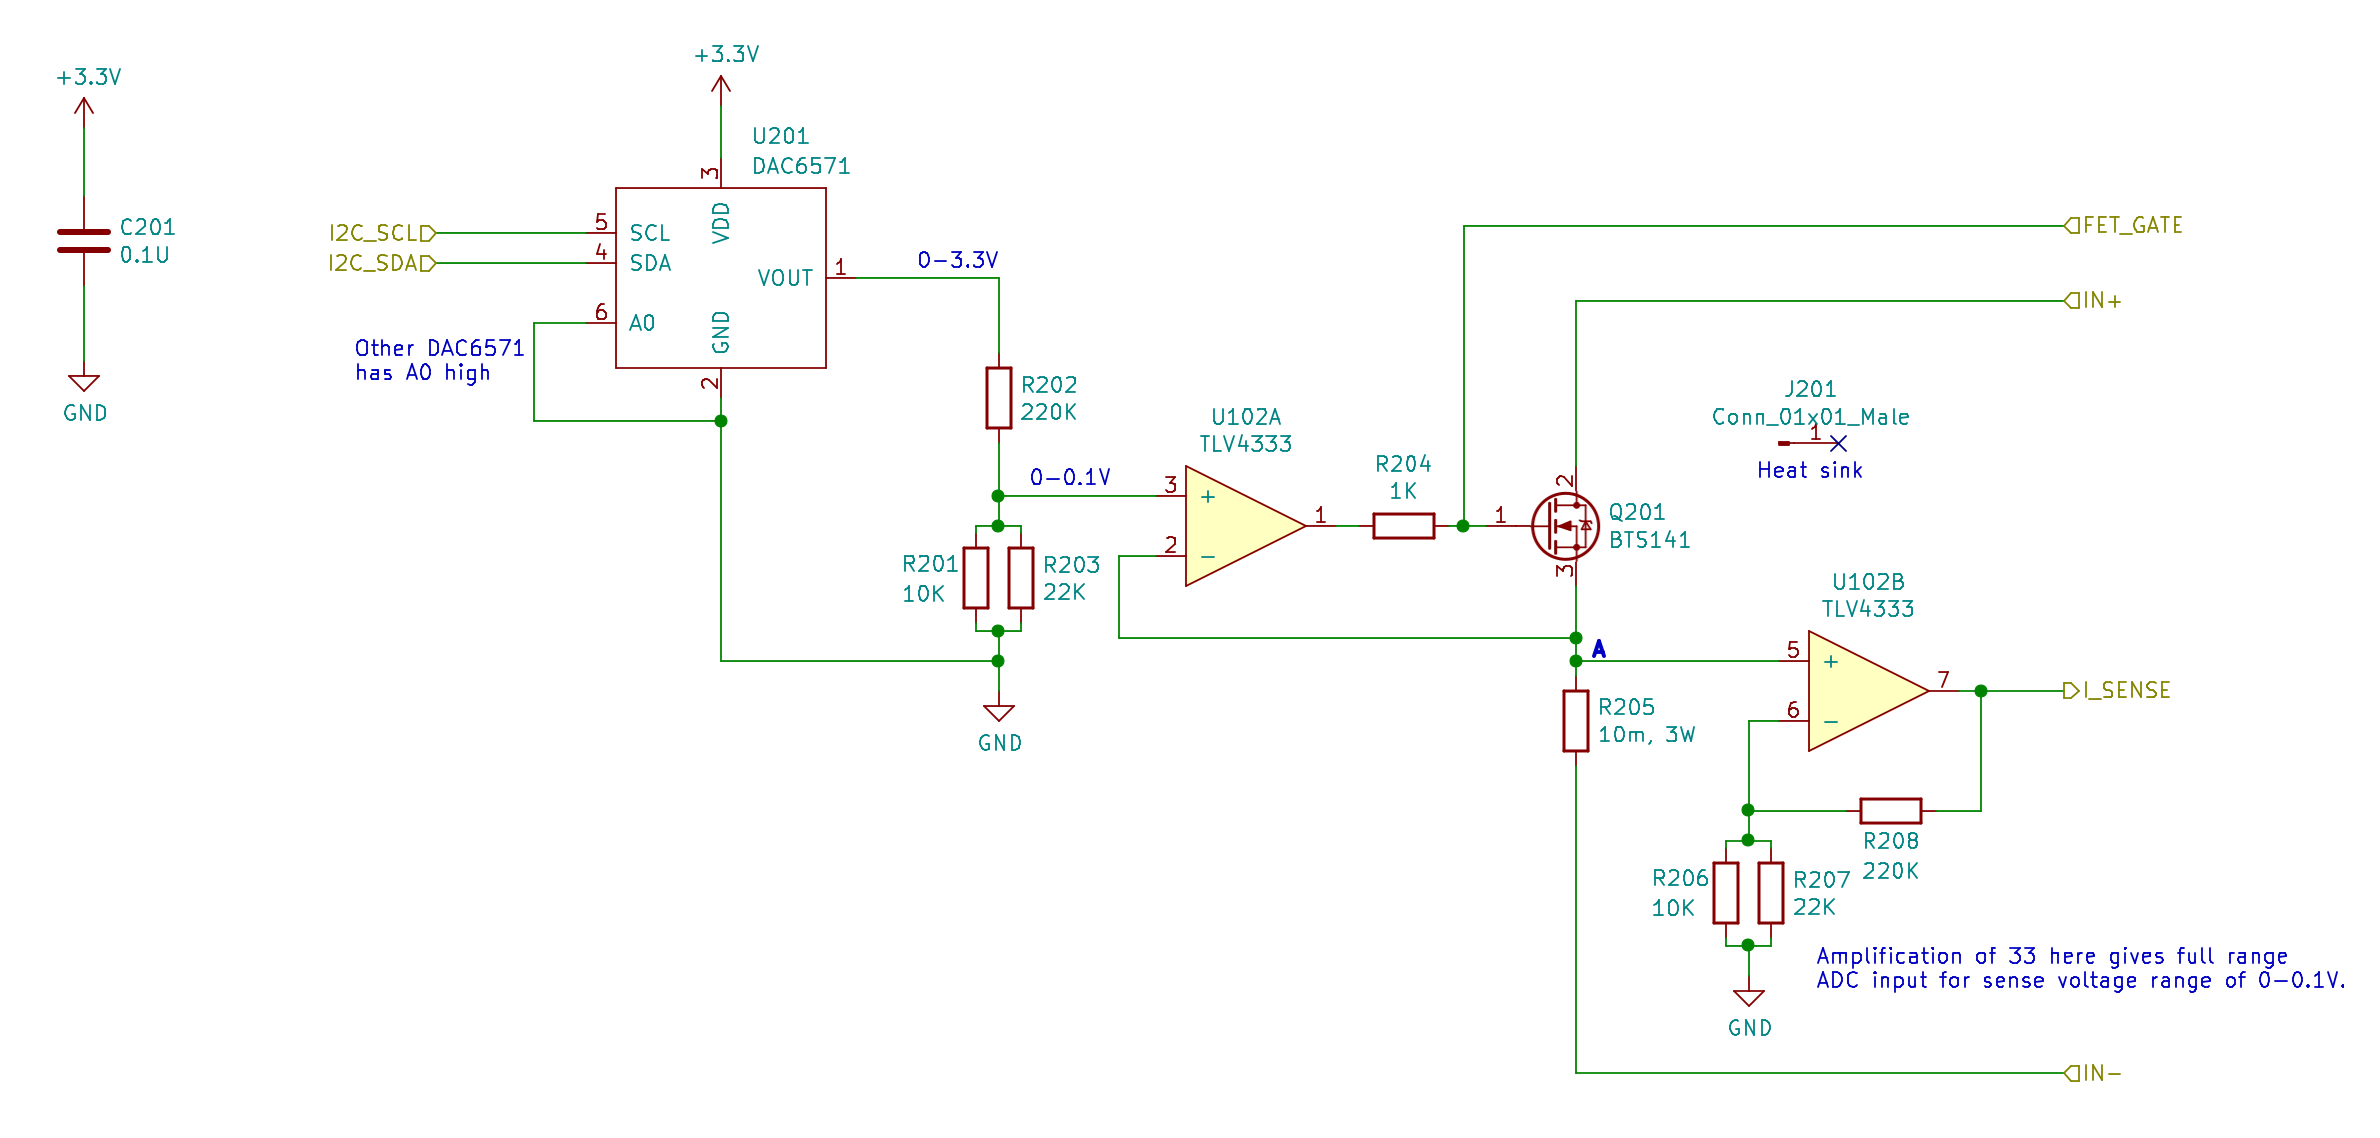 +3.3V
C201
0.1U
GND
+3.3V
U201
DAC6571
I2C_SCL
I2C_SDA
5
4
6
3
2
1
SCL
SDA
A0
VDD
GND
VOUT
Other DAC6571
has A0 high
0-3.3V
R202
220K
0-0.1V
R201
10K
R203
22K
GND
U102A
TLV4333
3
+
2
-
1
R204
1K
FET_GATE
IN+
J201
Conn_01x01_Male
1
Heat sink
1
2
3
Q201
BTS141
A
R205
10m, 3W
U102B
TLV4333
5
+
6
-
7
I_SENSE
R208
220K
R206
10K
R207
22K
GND
Amplification of 33 here gives full range
ADC input for sense voltage range of 0-0.1V.
IN-